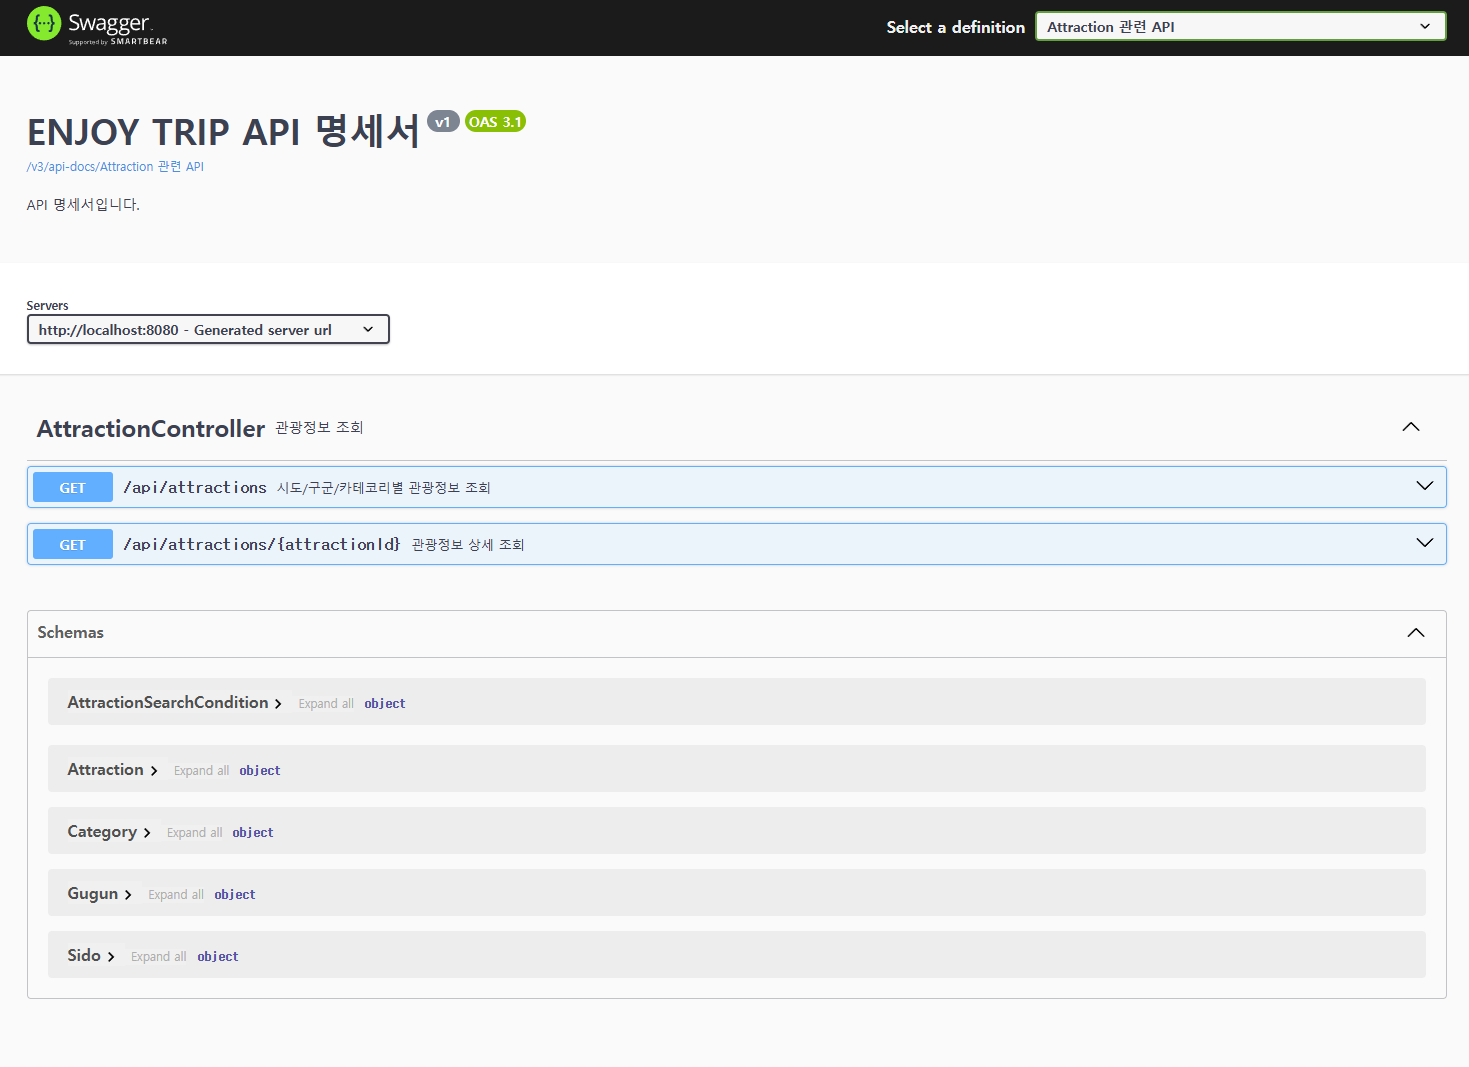 Swagger
Supported by SMARTBEAR
Select a definition
Attraction 관련 API
ENJOY TRIP API 명세서 v1 OAS 3.1
/v3/api-docs/Attraction 관련 API
API 명세서입니다.
Servers
http://localhost:8080 - Generated server url
AttractionController 관광정보 조회
GET /api/attractions 시도/구군/카테코리별 관광정보 조회
GET /api/attractions/{attractionId} 관광정보 상세 조회
Schemas
AttractionSearchCondition Expand all object
Attraction Expand all object
Category Expand all object
Gugun Expand all object
Sido Expand all object